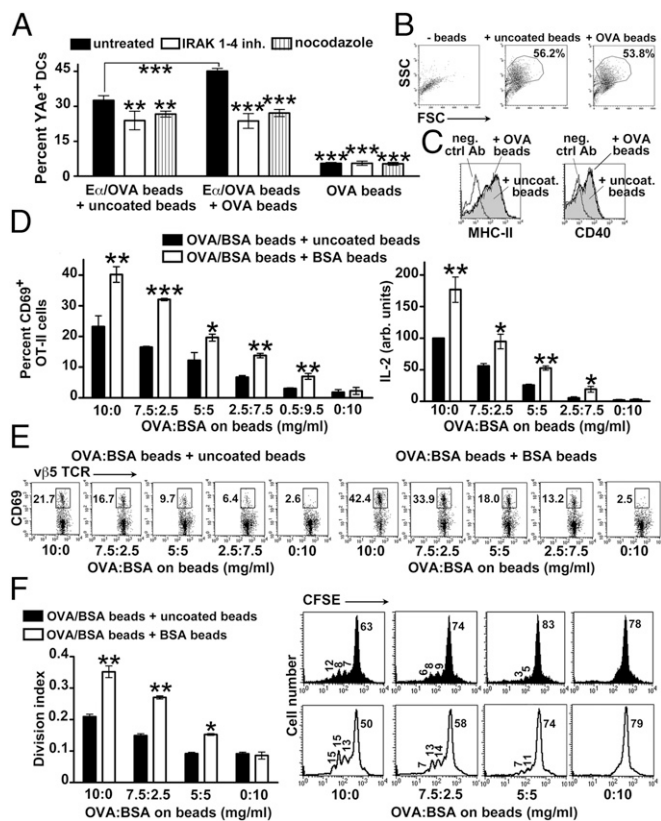 A
untreated IRAK 1-4 inh. nocodazole
Percent YAe+ DCs
45
30
15
0
***
** **
*** ***
*** *** ***
Eα/OVA beads + uncoated beads
Eα/OVA beads + OVA beads
OVA beads
B
- beads + uncoated beads + OVA beads
56.2% 53.8%
SSC
FSC
C
neg. ctrl Ab + OVA beads
+ uncoat. beads
MHC-II
neg. ctrl Ab + OVA beads
+ uncoat. beads
CD40
D
OVA/BSA beads + uncoated beads
OVA/BSA beads + BSA beads
Percent CD69+ OT-II cells
40
20
0
** *** * ** **
10:0 7.5:2.5 5:5 2.5:7.5 0.5:9.5 0:10
OVA:BSA on beads (mg/ml)
IL-2 (arb. units)
200
150
100
50
0
** * ** *
10:0 7.5:2.5 5:5 2.5:7.5 0:10
OVA:BSA on beads (mg/ml)
E
OVA:BSA beads + uncoated beads OVA/BSA beads + BSA beads
vβ5 TCR
CD69
21.7 16.7 9.7 6.4 2.6 42.4 33.9 18.0 13.2 2.5
10:0 7.5:2.5 5:5 2.5:7.5 0:10 10:0 7.5:2.5 5:5 2.5:7.5 0:10
OVA:BSA on beads (mg/ml) OVA:BSA on beads (mg/ml)
F
OVA/BSA beads + uncoated beads
OVA/BSA beads + BSA beads
Division index
0.4
0.3
0.2
0.1
0
** ** *
10:0 7.5:2.5 5:5 0:10
OVA:BSA on beads (mg/ml)
CFSE
Cell number
63 74 83 78
12 8 7 6 8 9 3 5
50 58 74 79
15 15 13 7 13 14 7 11
10:0 7.5:2.5 5:5 0:10
OVA:BSA on beads (mg/ml)